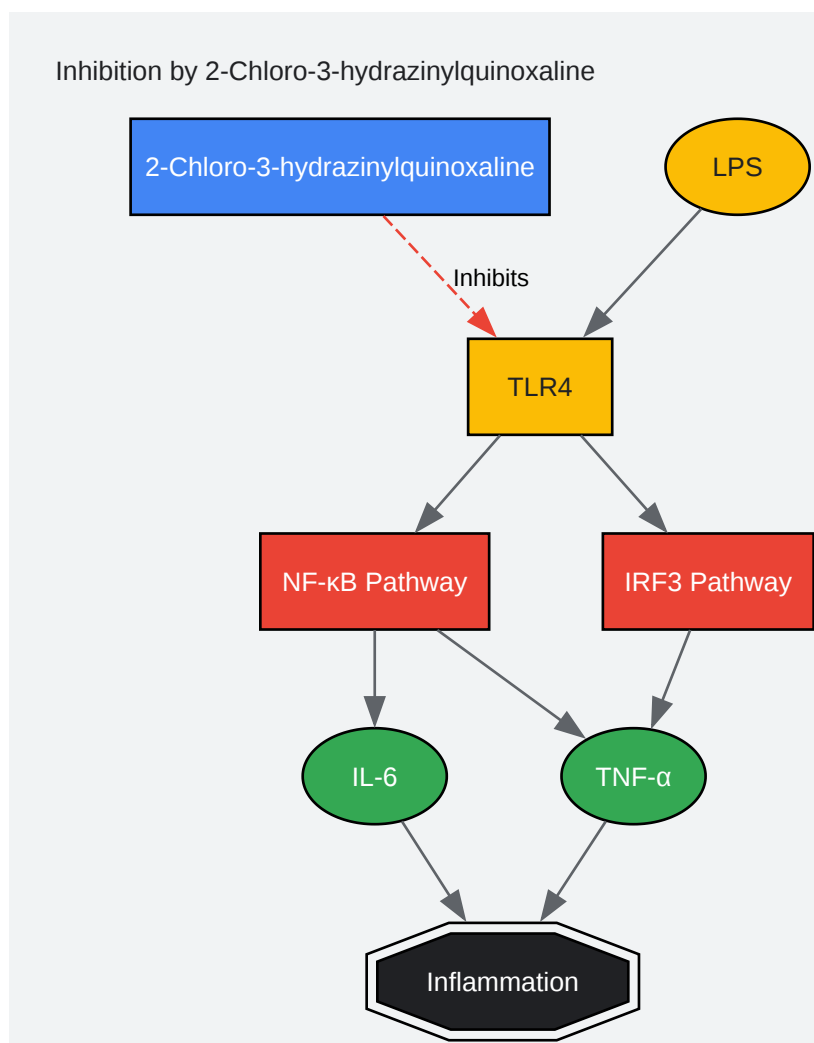 Inhibition by 2-Chloro-3-hydrazinylquinoxaline
2-Chloro-3-hydrazinylquinoxaline
LPS
Inhibits
TLR4
NF-κB Pathway
IRF3 Pathway
IL-6
TNF-α
Inflammation